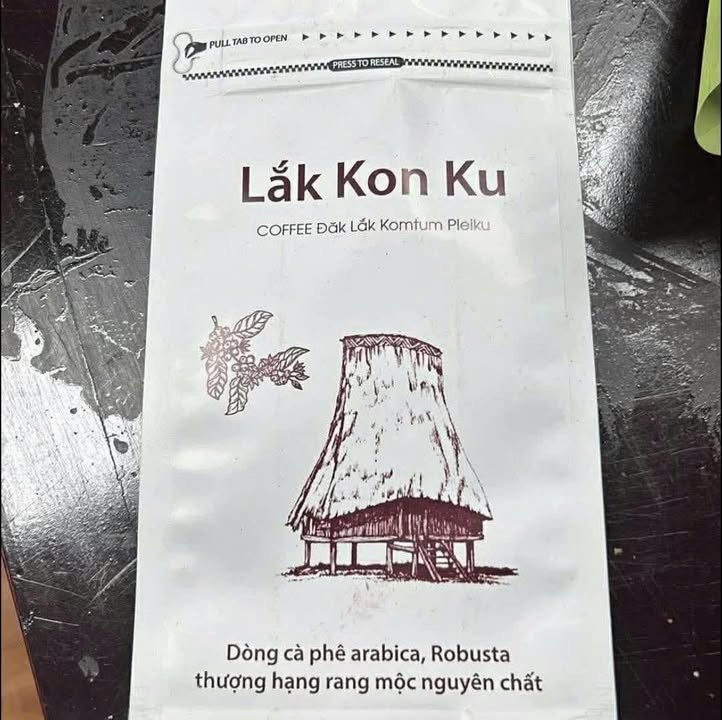 PULL TAB TO OPEN
PRESS TO RESEAL
Lắk Kon Ku
COFFEE Đăk Lắk Komtum Pleiku
Dòng cà phê arabica, Robusta
thượng hạng rang mộc nguyên chất